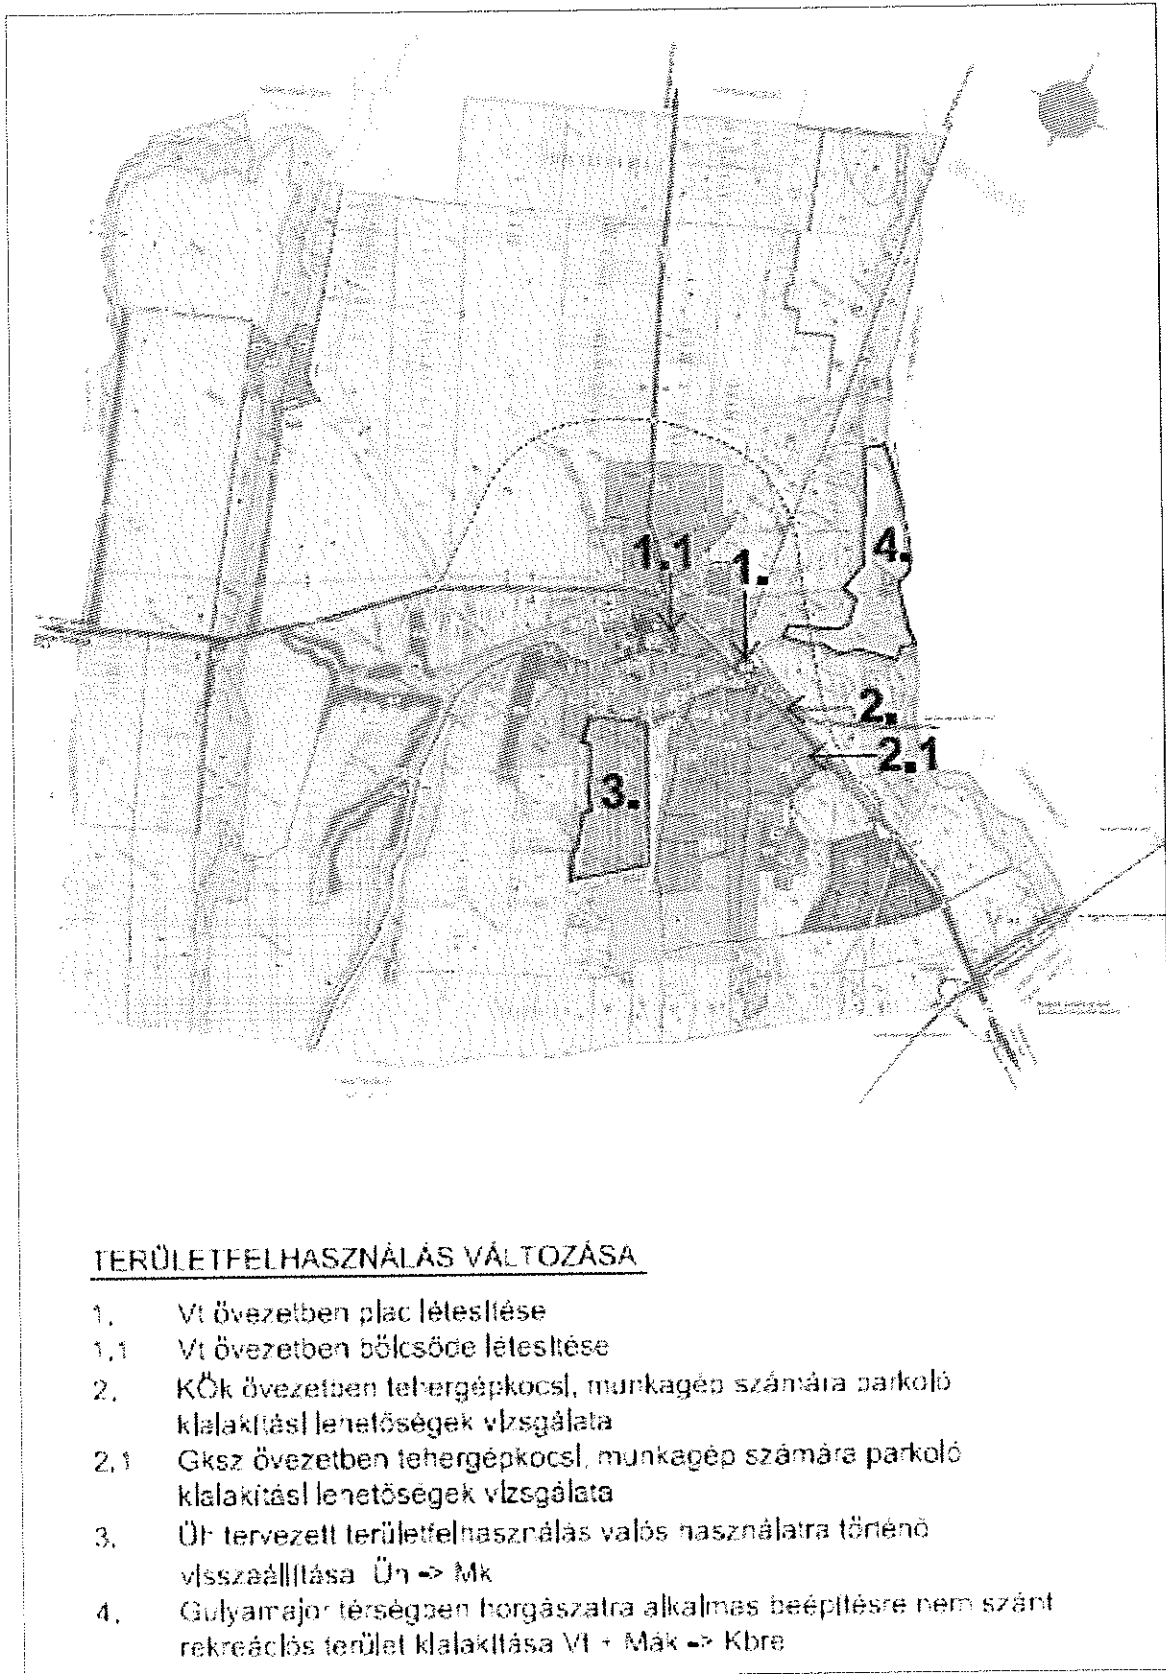 1.1
1.
4.
2.
2.1
3.
TERÜLETFELHASZNÁLÁS VÁLTOZÁSA
1. Vt övezetben piac létesítése
1.1 Vt övezetben bölcsőde létesítése
2. KÖk övezetben tehergépkocsi, munkagép számára parkoló
kialakítási lehetőségek vizsgálata
2.1 Gksz övezetben tehergépkocsi, munkagép számára parkoló
kialakítási lehetőségek vizsgálata
3. Üh tervezett területfelhasználás valós használatra történő
visszaállítása Üh -> Mk
4. Gulyamajor térségben horgászatra alkalmas beépítésre nem szánt
rekreációs terület kialakítása Vt + Mák -> Kbre